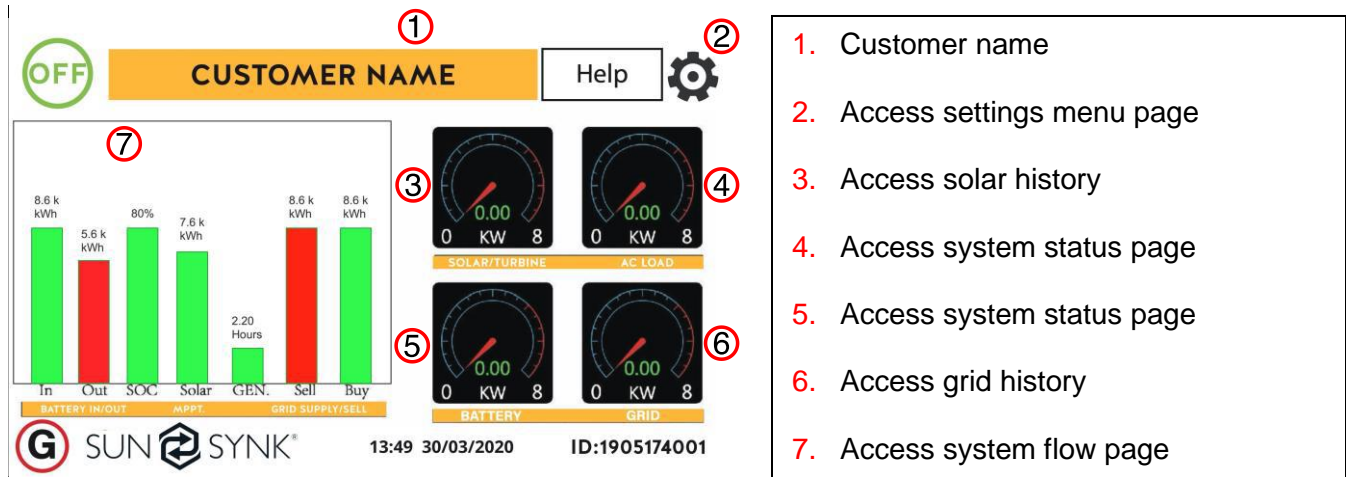 ①
②
OFF
CUSTOMER NAME
Help
⑦
8.6 k
kWh
5.6 k
kWh
80%
7.6 k
kWh
2.20
Hours
8.6 k
kWh
8.6 k
kWh
In Out SOC Solar GEN. Sell Buy
BATTERY IN/OUT MPPT. GRID SUPPLY/SELL
③
0.00
0 KW 8
SOLAR/TURBINE
④
0.00
0 KW 8
AC LOAD
⑤
0.00
0 KW 8
BATTERY
⑥
0.00
0 KW 8
GRID
G SUN SYNK® 13:49 30/03/2020 ID:1905174001
1. Customer name
2. Access settings menu page
3. Access solar history
4. Access system status page
5. Access system status page
6. Access grid history
7. Access system flow page